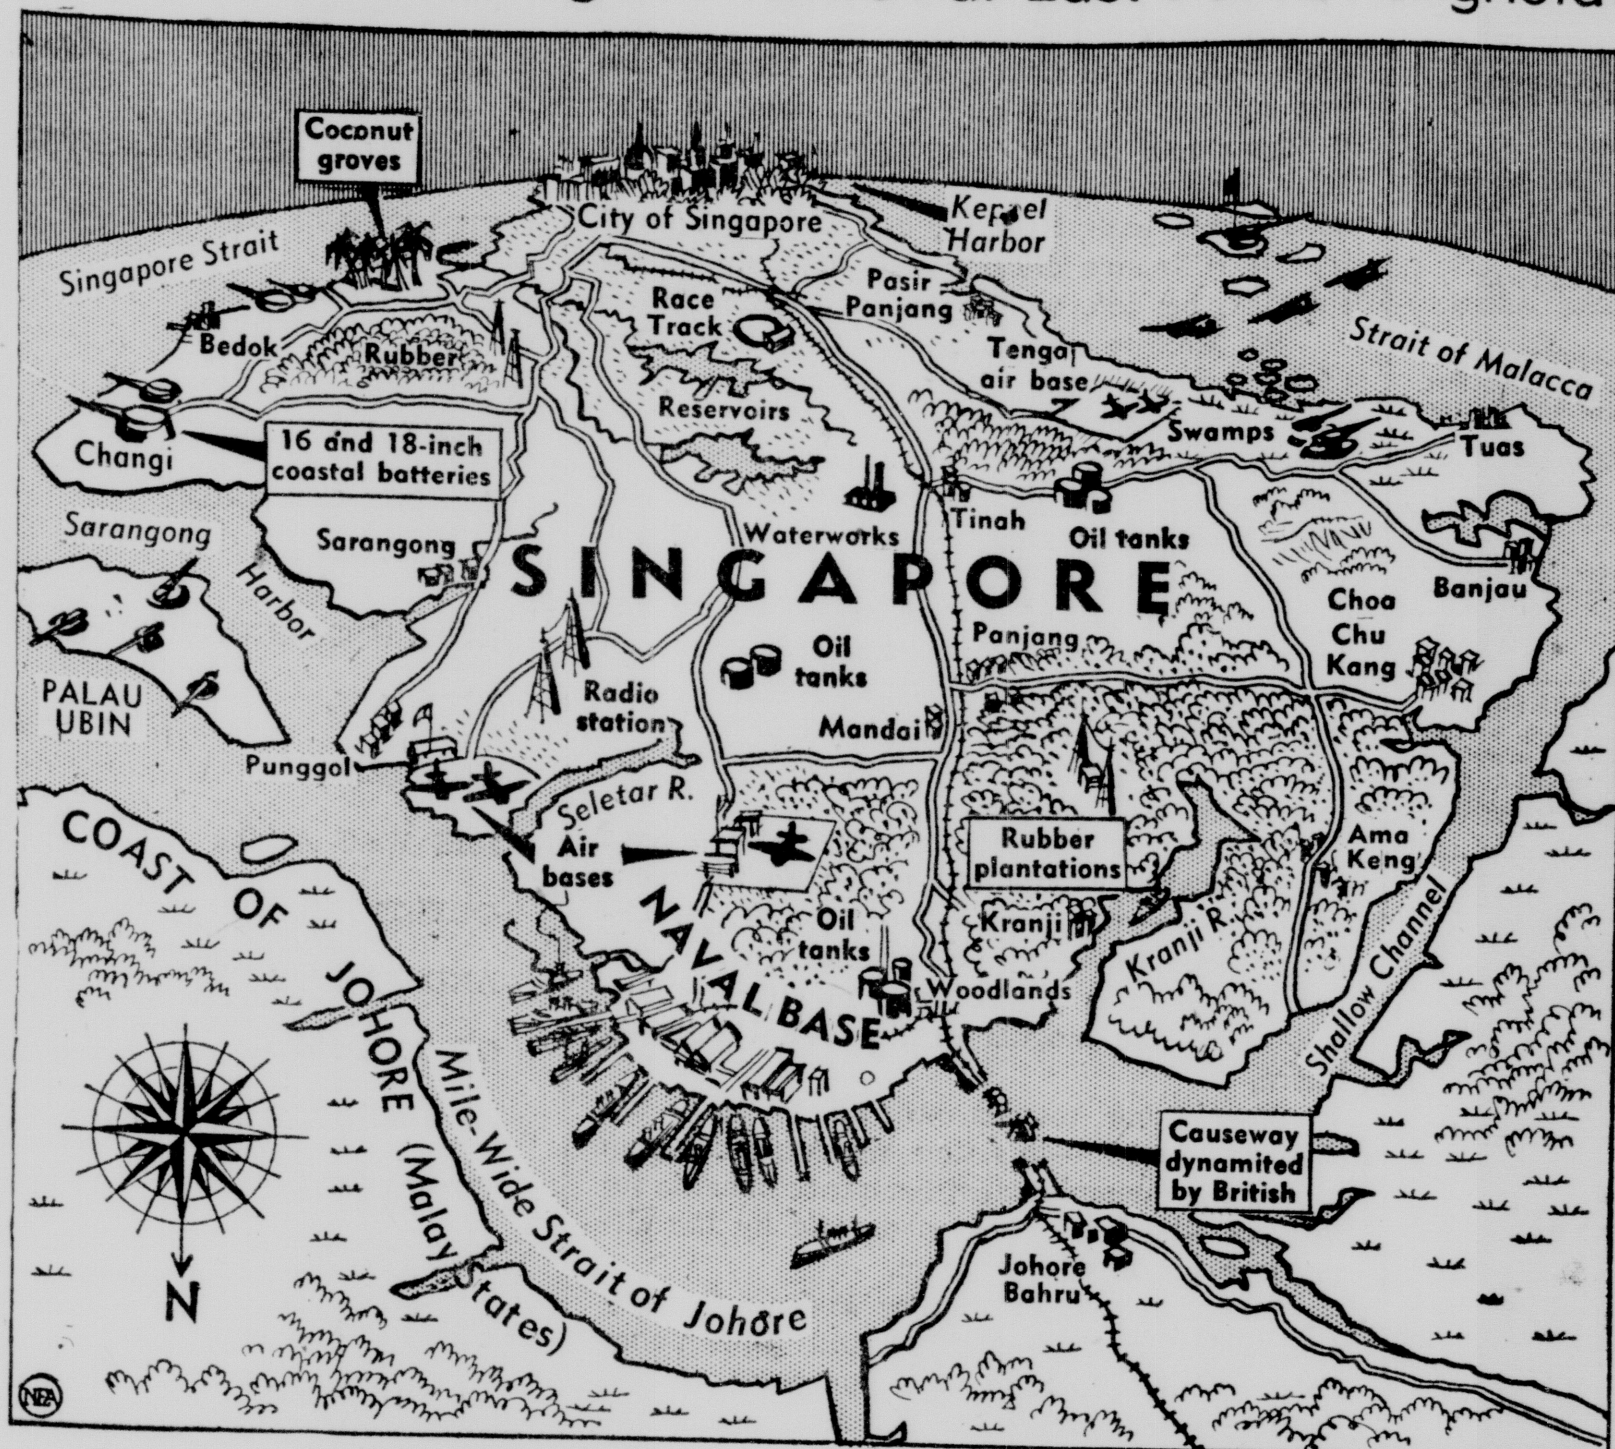 East
Coconut
groves
City of Singapore
Keppel
Harbor
Singapore Strait
Pasir
Panjang
Race
Track
Strait of Malacca
Bedok
Rubber
Tengaj
air base
Reservoirs
Swamps
Tuas
Changi
16 and 18-inch
coastal batteries
Sarangong
Harbor
Sarangong
Waterworks
Tinah
Oil tanks
SINGAPORE
Banjau
Choa
Chu
Kang
Panjang
Oil
tanks
PALAU
UBIN
Radio
station
Mandai
Punggol
Seletar R.
COAST OF JOHORE (Malay States)
Air
bases
Rubber
plantations
Ama
Keng
NAVAL BASE
Oil
tanks
Kranji
Kranji R.
Woodlands
Shallow Channel
Mile-Wide Strait of Johore
Causeway
dynamited
by British
Johore
Bahru
N
NEA